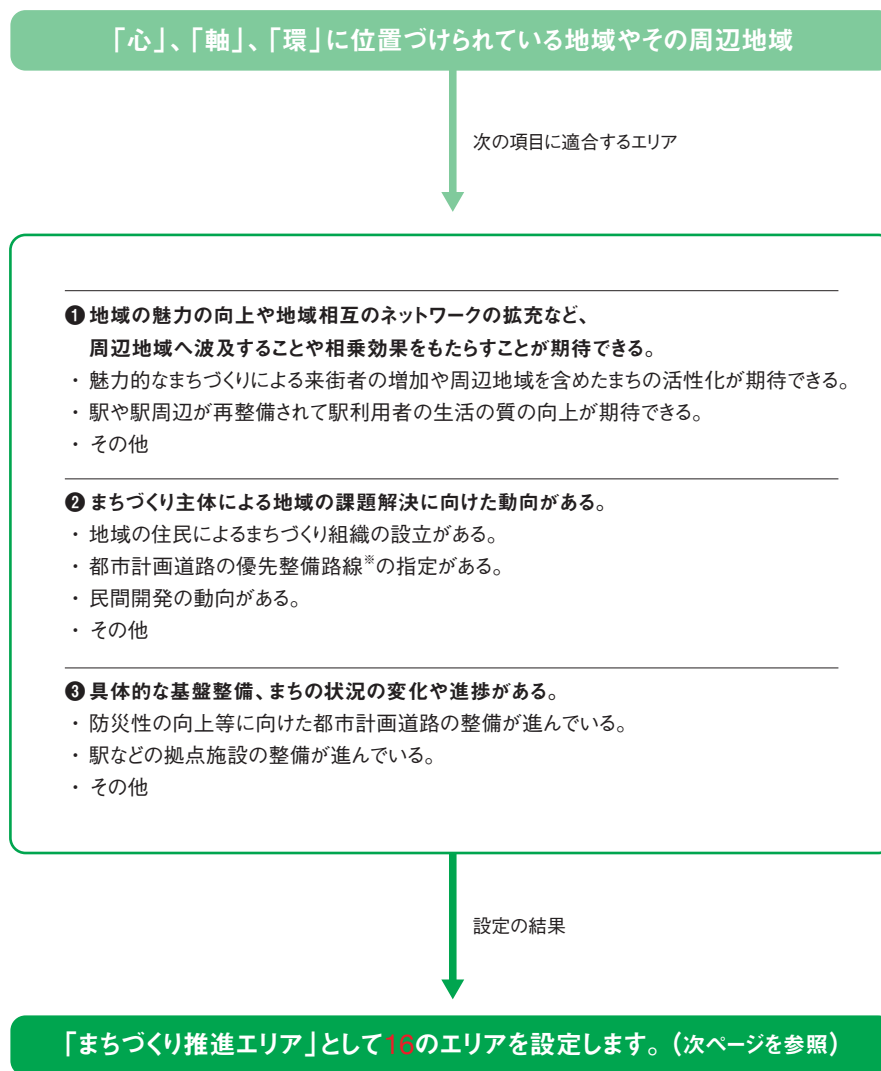 「心」、「軸」、「環」に位置づけられている地域やその周辺地域
次の項目に適合するエリア
❶ 地域の魅力の向上や地域相互のネットワークの拡充など、
周辺地域へ波及することや相乗効果をもたらすことが期待できる。
・ 魅力的なまちづくりによる来街者の増加や周辺地域を含めたまちの活性化が期待できる。
・ 駅や駅周辺が再整備されて駅利用者の生活の質の向上が期待できる。
・ その他
❷ まちづくり主体による地域の課題解決に向けた動向がある。
・ 地域の住民によるまちづくり組織の設立がある。
・ 都市計画道路の優先整備路線※の指定がある。
・ 民間開発の動向がある。
・ その他
❸ 具体的な基盤整備、まちの状況の変化や進捗がある。
・ 防災性の向上等に向けた都市計画道路の整備が進んでいる。
・ 駅などの拠点施設の整備が進んでいる。
・ その他
設定の結果
「まちづくり推進エリア」として16のエリアを設定します。（次ページを参照）